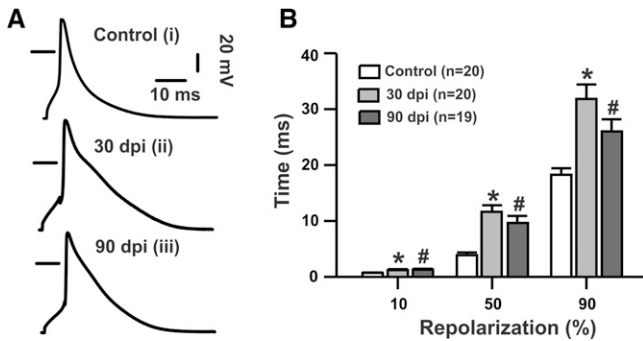 A
Control (i)
20 mV
10 ms
30 dpi (ii)
90 dpi (iii)
B
Time (ms)
40
30
20
10
0
Control (n=20)
30 dpi (n=20)
90 dpi (n=19)
* #
* #
* #
10 50 90
Repolarization (%)